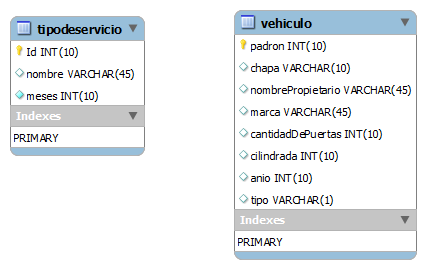 tipodeservicio
Id INT(10)
nombre VARCHAR(45)
meses INT(10)
Indexes
PRIMARY
vehiculo
padron INT(10)
chapa VARCHAR(10)
nombrePropietario VARCHAR(45)
marca VARCHAR(45)
cantidadDePuertas INT(10)
cilindrada INT(10)
anio INT(10)
tipo VARCHAR(1)
Indexes
PRIMARY